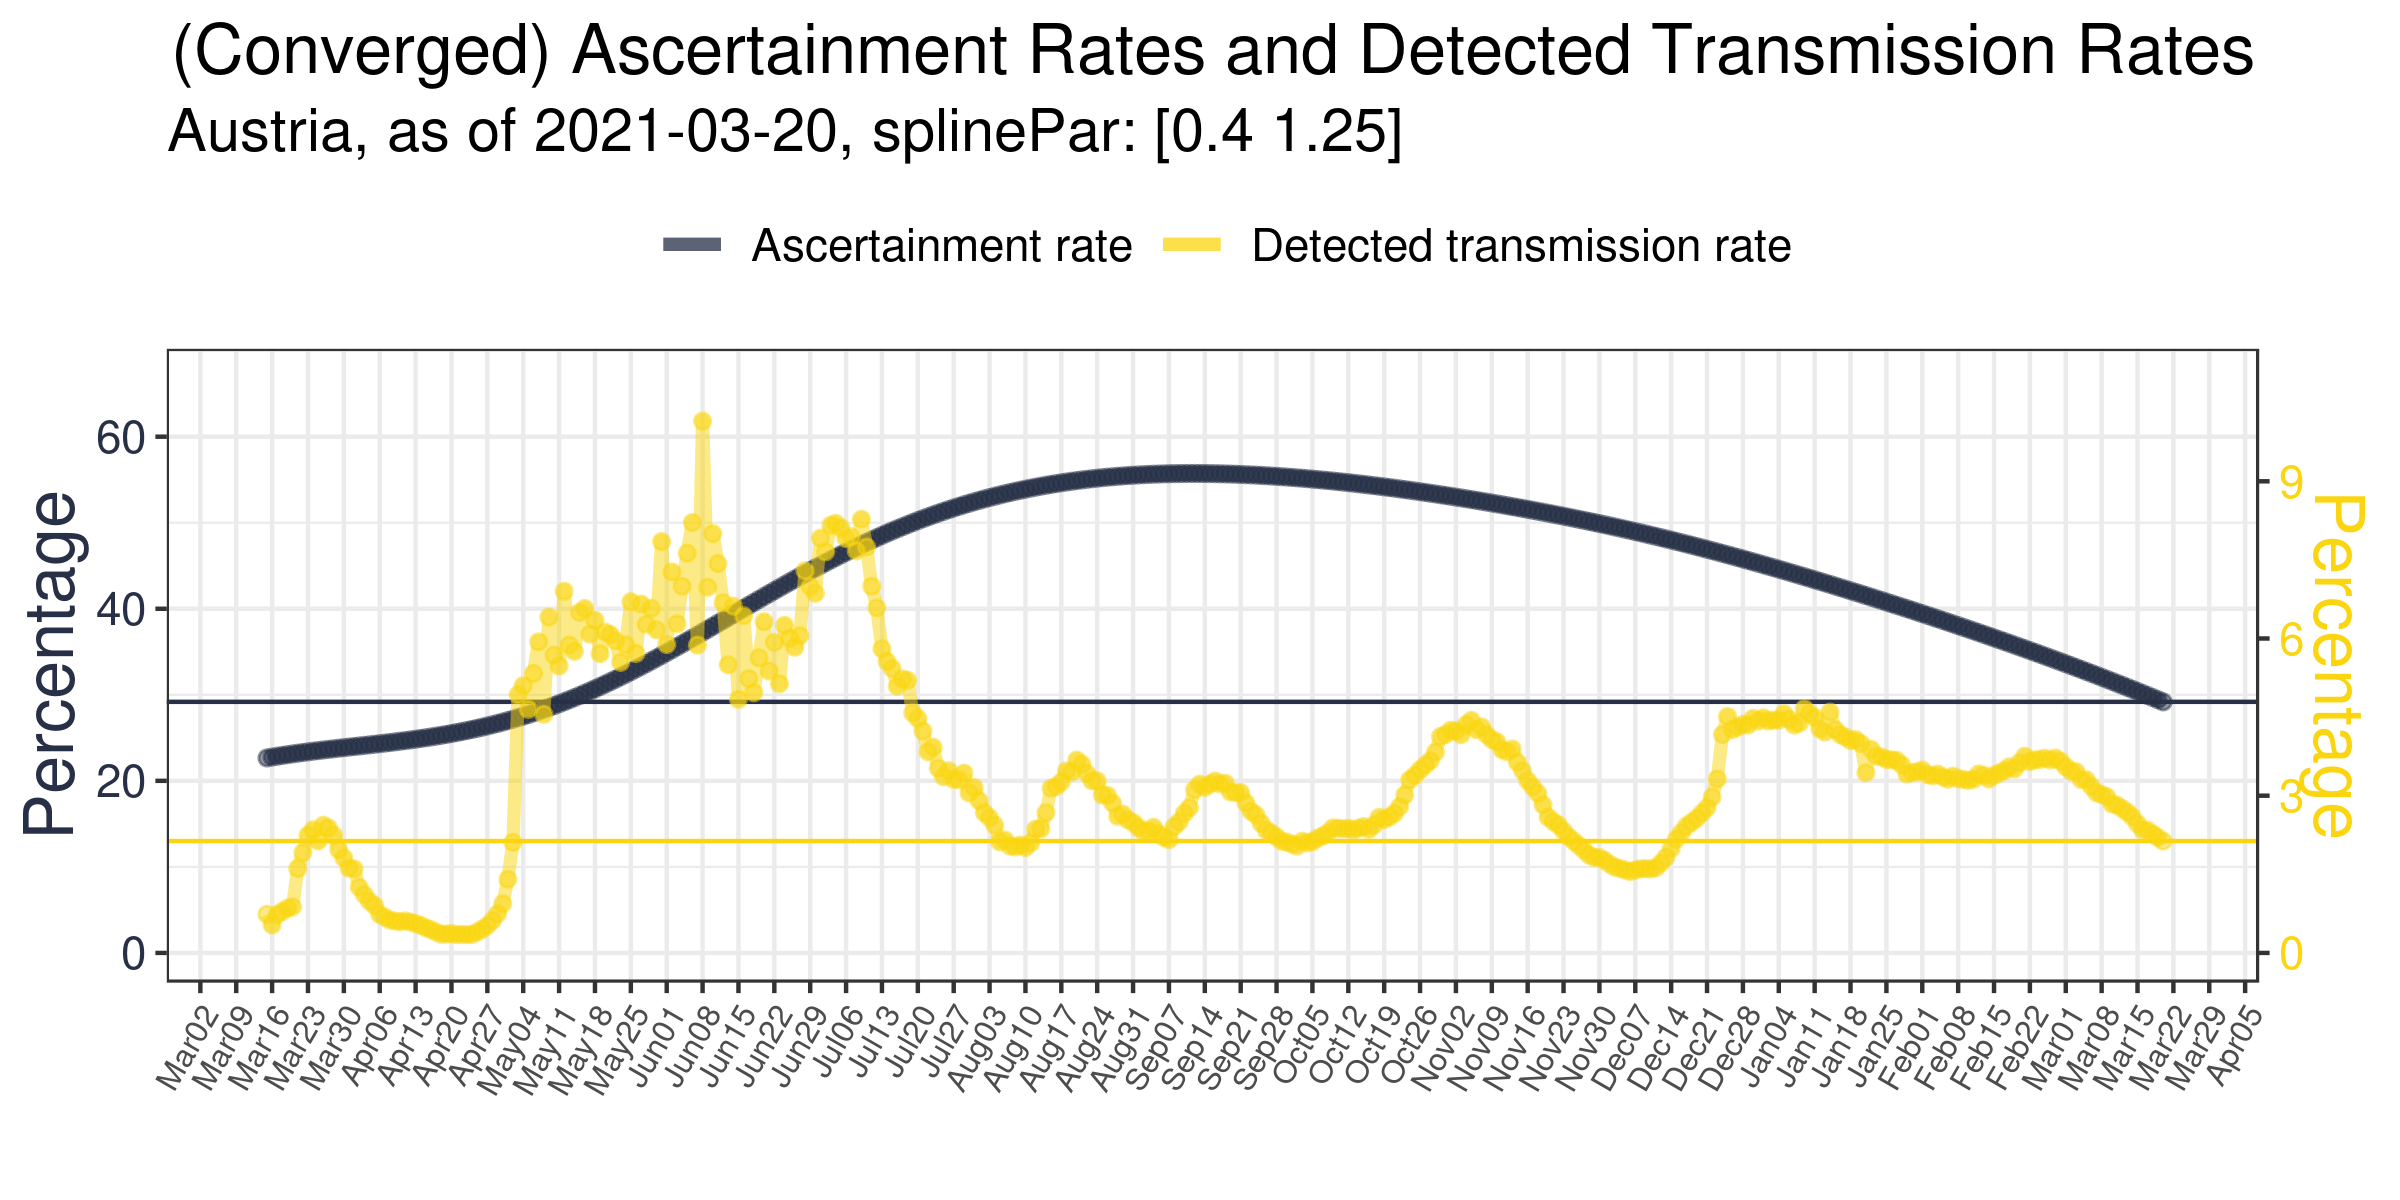 (Converged) Ascertainment Rates and Detected Transmission Rates
Austria, as of 2021-03-20, splinePar: [0.4 1.25]
Ascertainment rate Detected transmission rate
Percentage
60
40
20
0
9
6
3
0
Percentage
Mar02 Mar09 Mar16 Mar23 Mar30 Apr06 Apr13 Apr20 Apr27 May04 May11 May18 May25 Jun01 Jun08 Jun15 Jun22 Jun29 Jul06 Jul13 Jul20 Jul27 Aug03 Aug10 Aug17 Aug24 Aug31 Sep07 Sep14 Sep21 Sep28 Oct05 Oct12 Oct19 Oct26 Nov02 Nov09 Nov16 Nov23 Nov30 Dec07 Dec14 Dec21 Dec28 Dec04 Jan11 Jan18 Jan18 Jan25 Feb01 Feb08 Feb15 Feb22 Mar01 Mar08 Mar15 Mar22 Mar29 Apr05